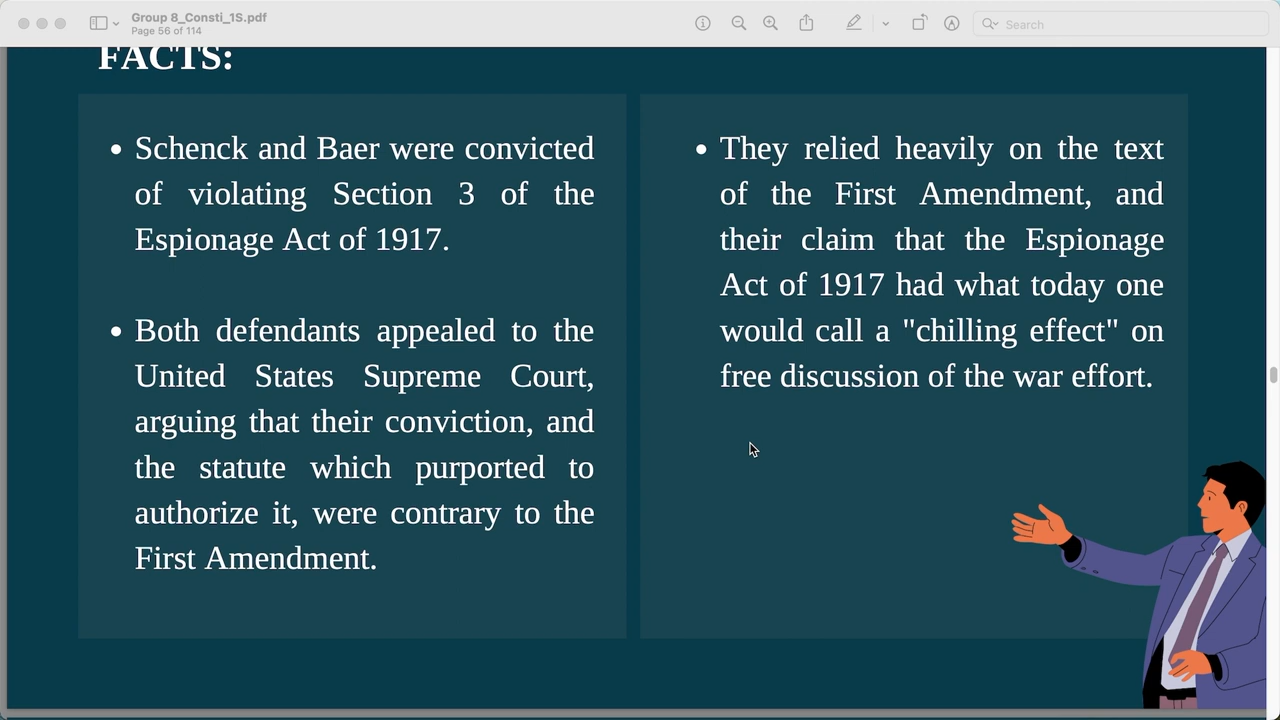 Group 8_Consti_1S.pdf
Page 56 of 114
Search
FACTS:
• Schenck and Baer were convicted
of violating Section 3 of the
Espionage Act of 1917.
• Both defendants appealed to the
United States Supreme Court,
arguing that their conviction, and
the statute which purported to
authorize it, were contrary to the
First Amendment.
• They relied heavily on the text
of the First Amendment, and
their claim that the Espionage
Act of 1917 had what today one
would call a "chilling effect" on
free discussion of the war effort.